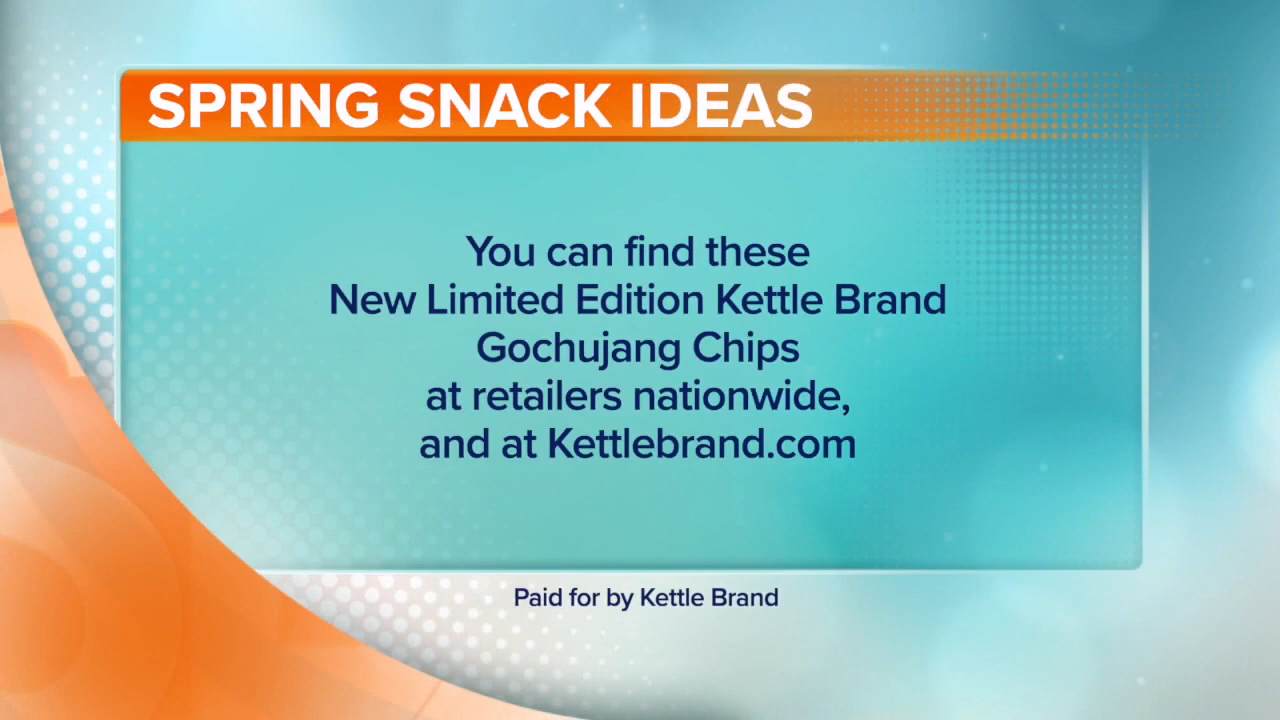 SPRING SNACK IDEAS
You can find these
New Limited Edition Kettle Brand
Gochujang Chips
at retailers nationwide,
and at Kettlebrand.com
Paid for by Kettle Brand